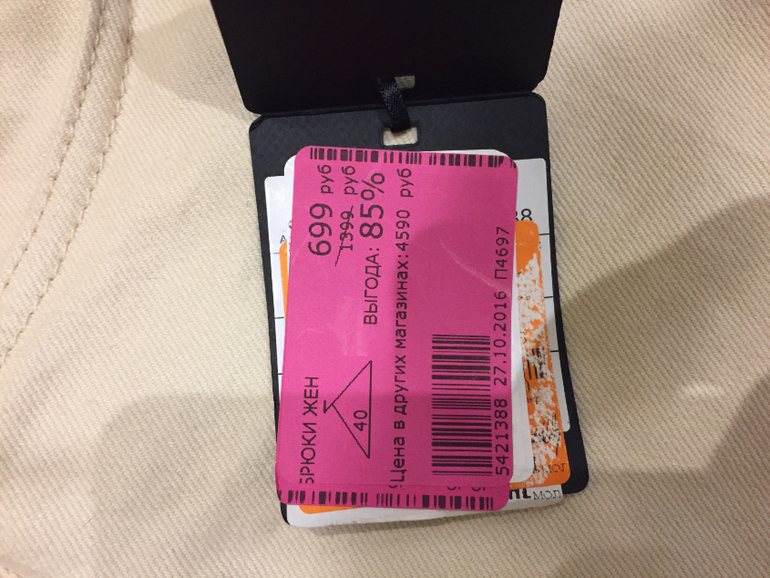 699 руб
1399 руб
ВЫГОДА: 85%
Цена в других магазинах: 4590 руб
БРЮКИ ЖЕН
40
5421388 27.10.2016 П4697